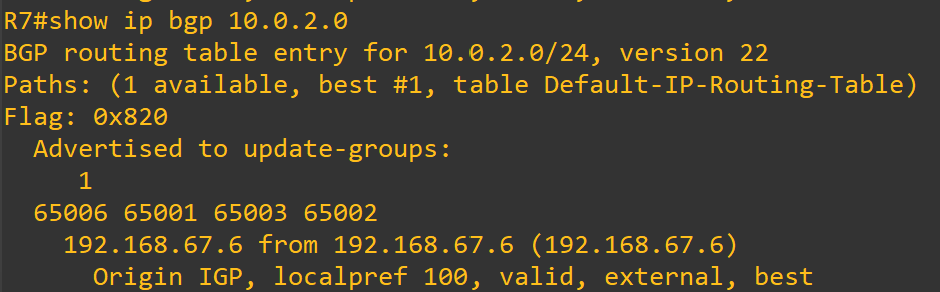 R7#show ip bgp 10.0.2.0
BGP routing table entry for 10.0.2.0/24, version 22
Paths: (1 available, best #1, table Default-IP-Routing-Table)
Flag: 0x820
  Advertised to update-groups:
     1
  65006 65001 65003 65002
    192.168.67.6 from 192.168.67.6 (192.168.67.6)
      Origin IGP, localpref 100, valid, external, best